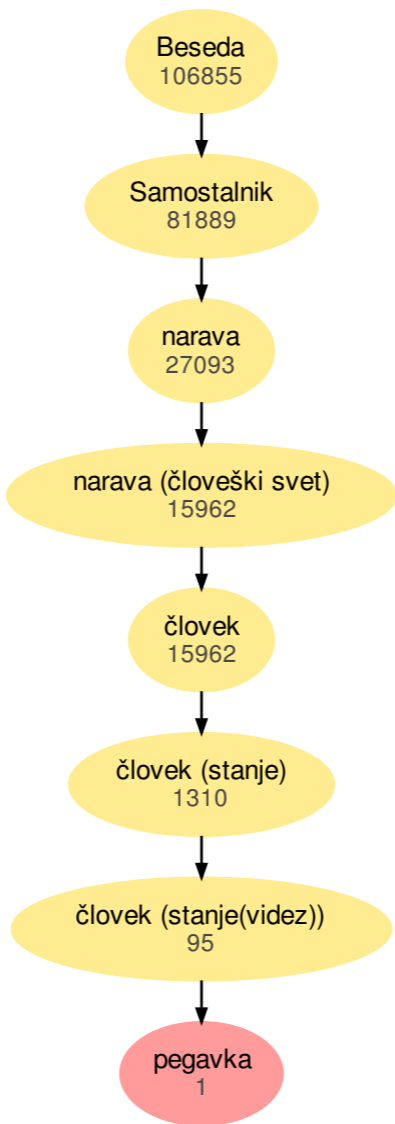 Beseda
106855
Samostalnik
81889
narava
27093
narava (človeški svet)
15962
človek
15962
človek (stanje)
1310
človek (stanje(videz))
95
pegavka
1